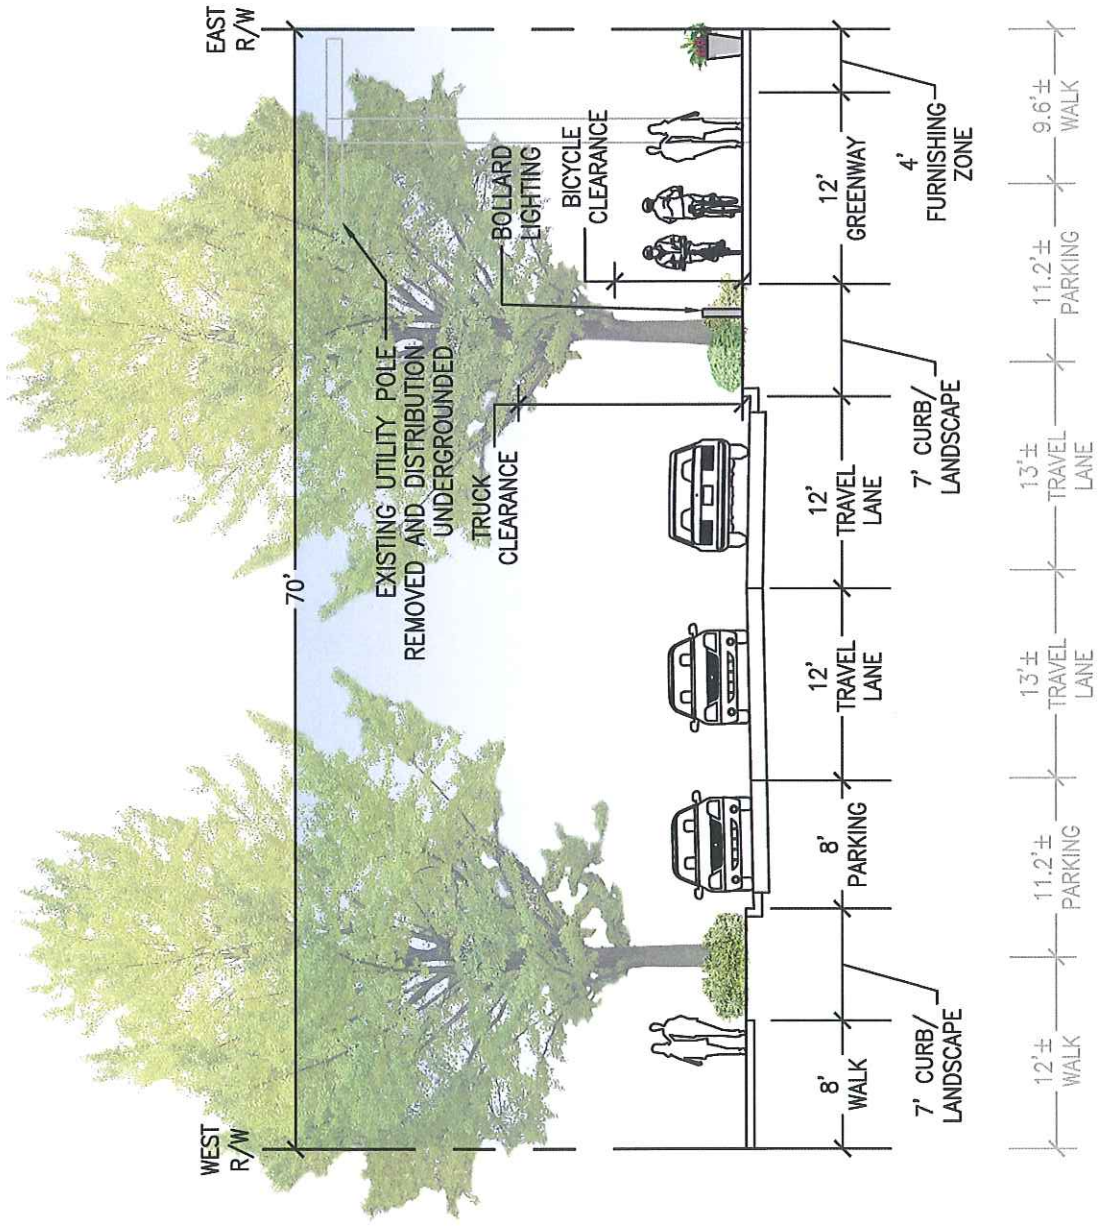 WEST
R/W
70'
EAST
R/W
EXISTING UTILITY POLE
REMOVED AND DISTRIBUTION
UNDERGROUNDED
TRUCK
CLEARANCE
BOLLARD
LIGHTING
BICYCLE
CLEARANCE
8'
WALK
7' CURB/
LANDSCAPE
8'
PARKING
12'
TRAVEL
LANE
12'
TRAVEL
LANE
7' CURB/
LANDSCAPE
12'
GREENWAY
4'
FURNISHING
ZONE
12'±
WALK
11.2'±
PARKING
13'±
TRAVEL
LANE
13'±
TRAVEL
LANE
11.2'±
PARKING
9.6'±
WALK